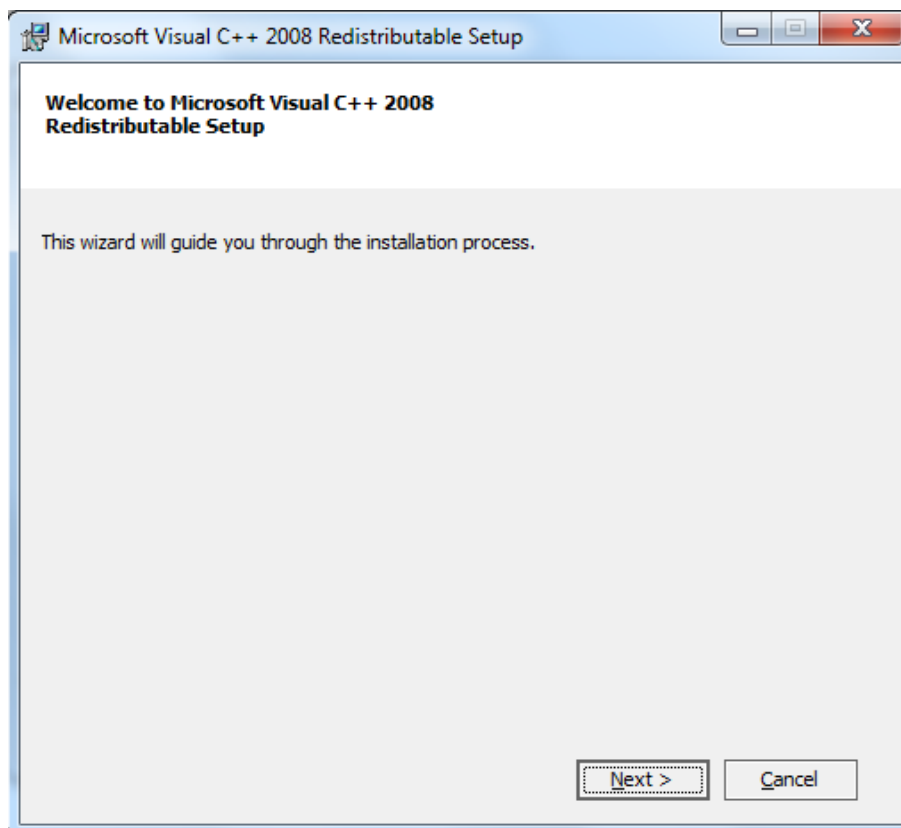 Microsoft Visual C++ 2008 Redistributable Setup
Welcome to Microsoft Visual C++ 2008
Redistributable Setup
This wizard will guide you through the installation process.
Next > Cancel